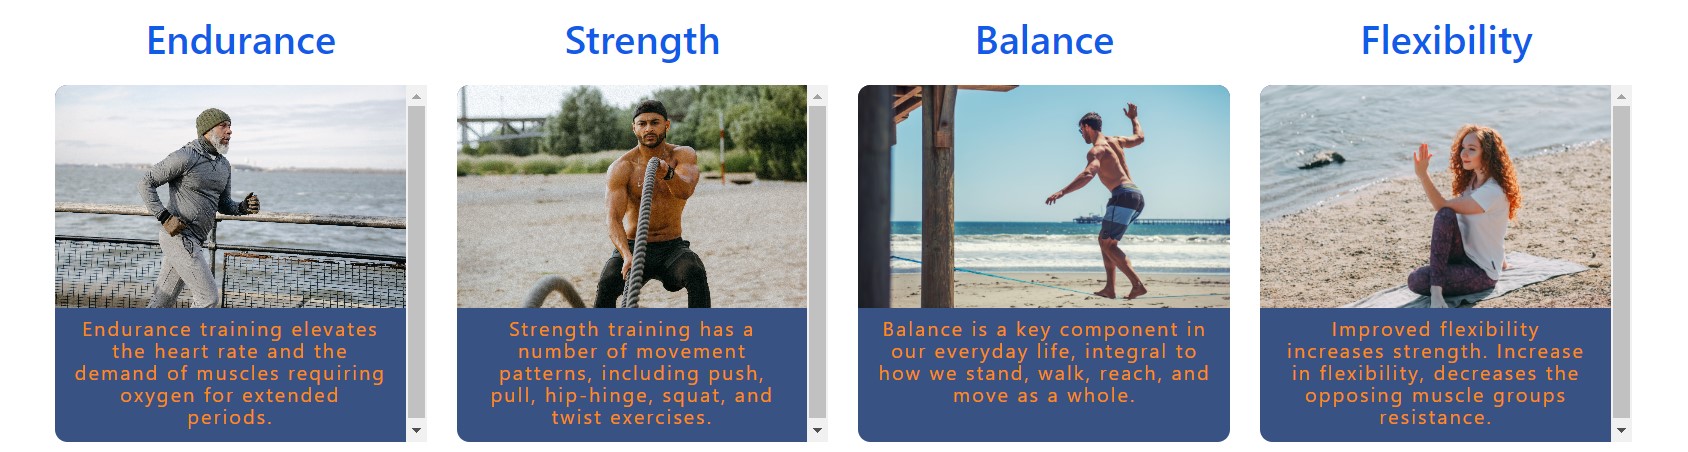 Endurance
Strength
Balance
Flexibility
Endurance training elevates
the heart rate and the
demand of muscles requiring
oxygen for extended
periods.
Strength training has a
number of movement
patterns, including push,
pull, hip-hinge, squat, and
twist exercises.
Balance is a key component in
our everyday life, integral to
how we stand, walk, reach, and
move as a whole.
Improved flexibility
increases strength. Increase
in flexibility, decreases the
opposing muscle groups
resistance.